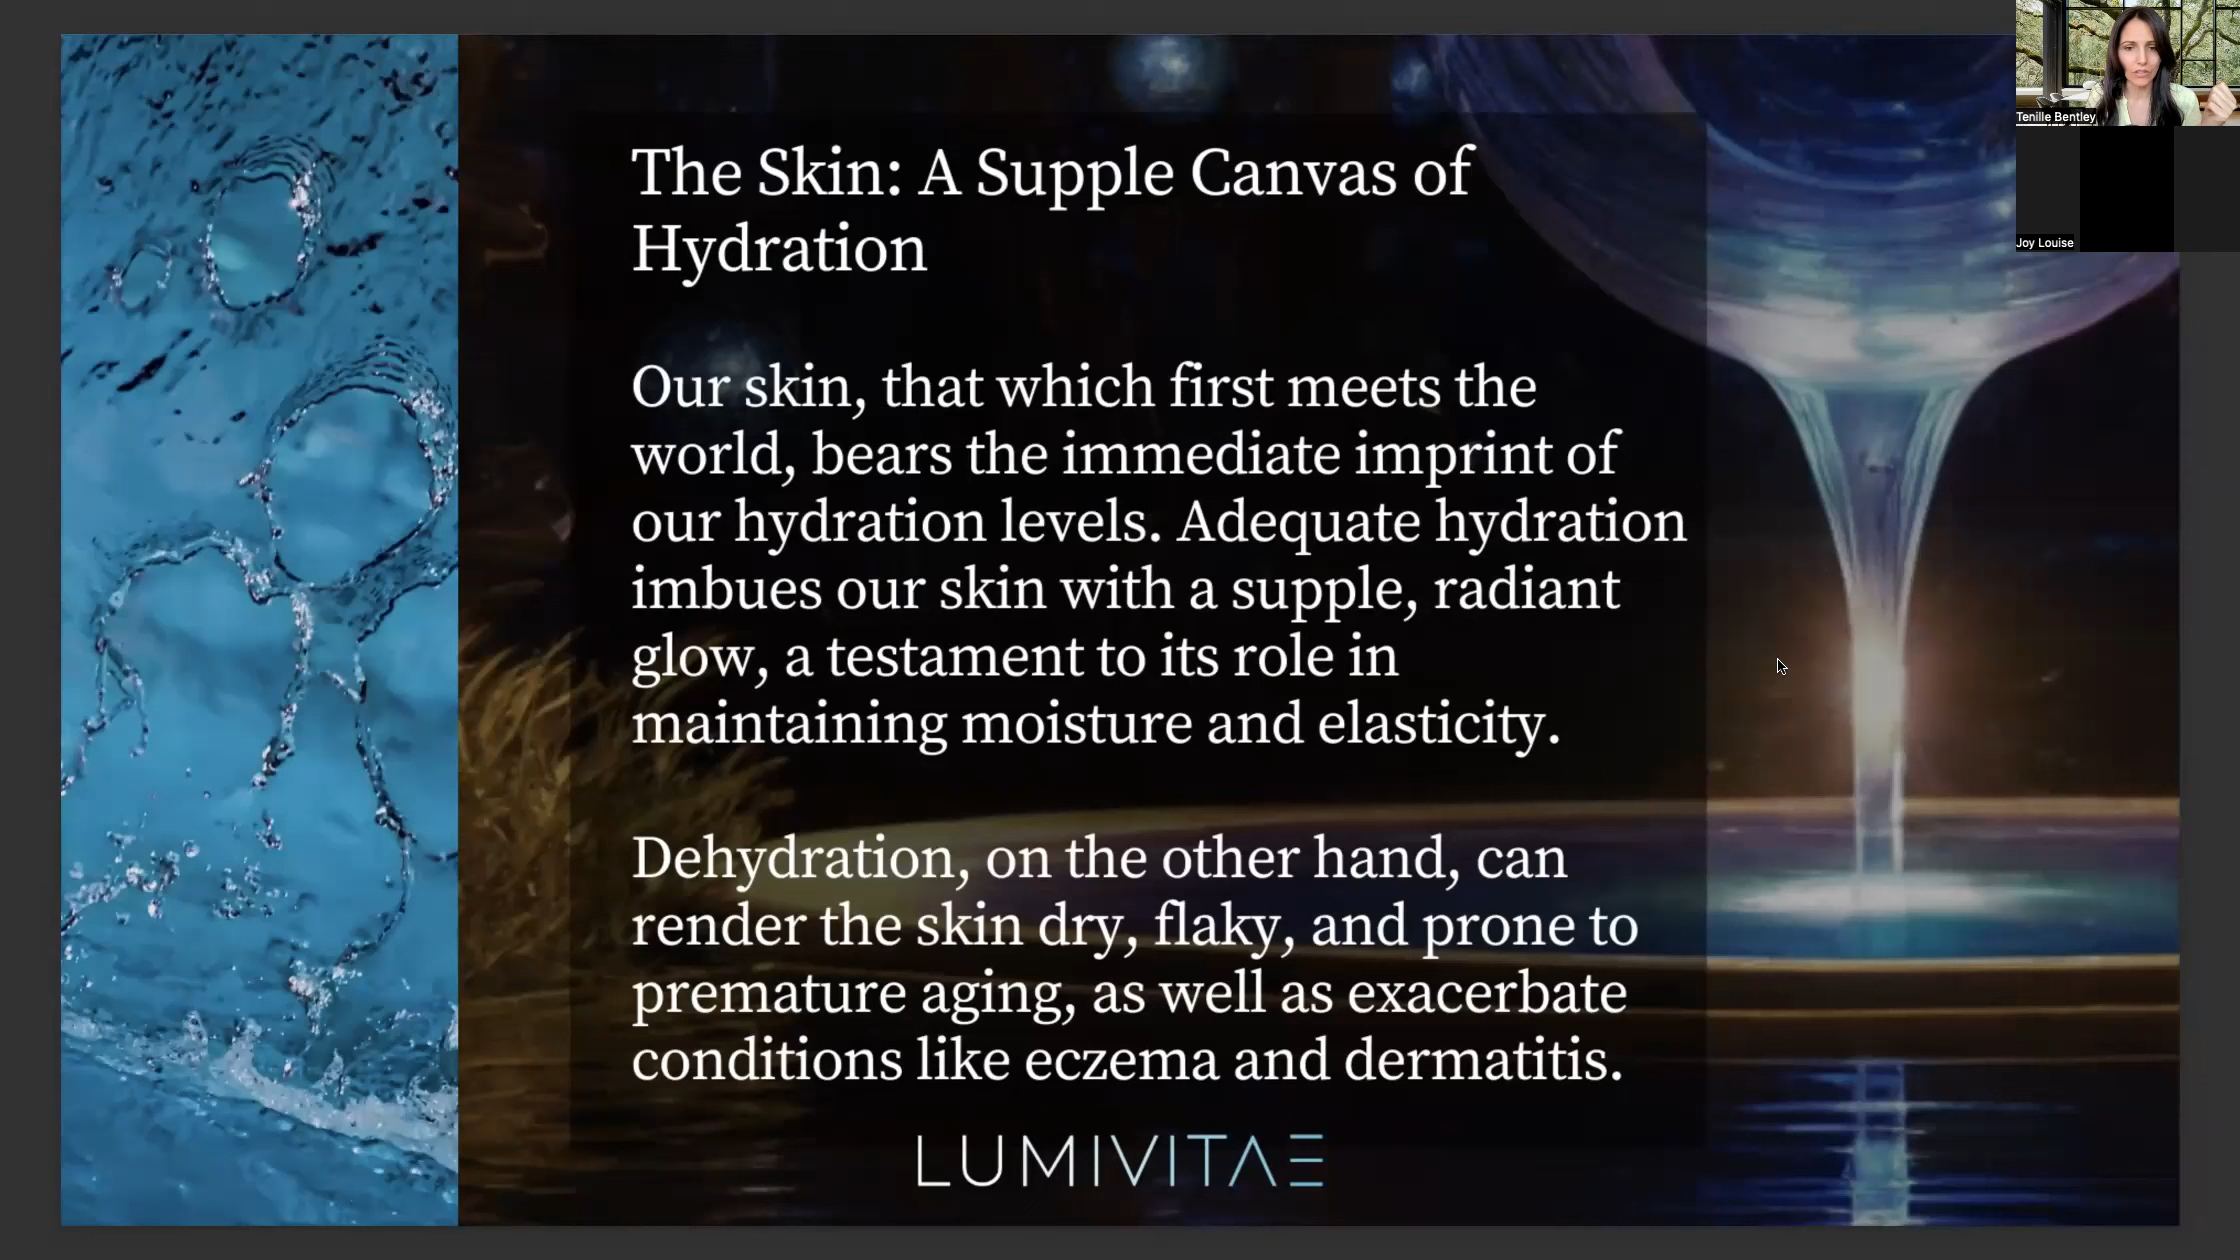 The Skin: A Supple Canvas of
Hydration
Our skin, that which first meets the
world, bears the immediate imprint of
our hydration levels. Adequate hydration
imbues our skin with a supple, radiant
glow, a testament to its role in
maintaining moisture and elasticity.
Dehydration, on the other hand, can
render the skin dry, flaky, and prone to
premature aging, as well as exacerbate
conditions like eczema and dermatitis.
LUMIVITAE
Tenille Bentley
Joy Louise